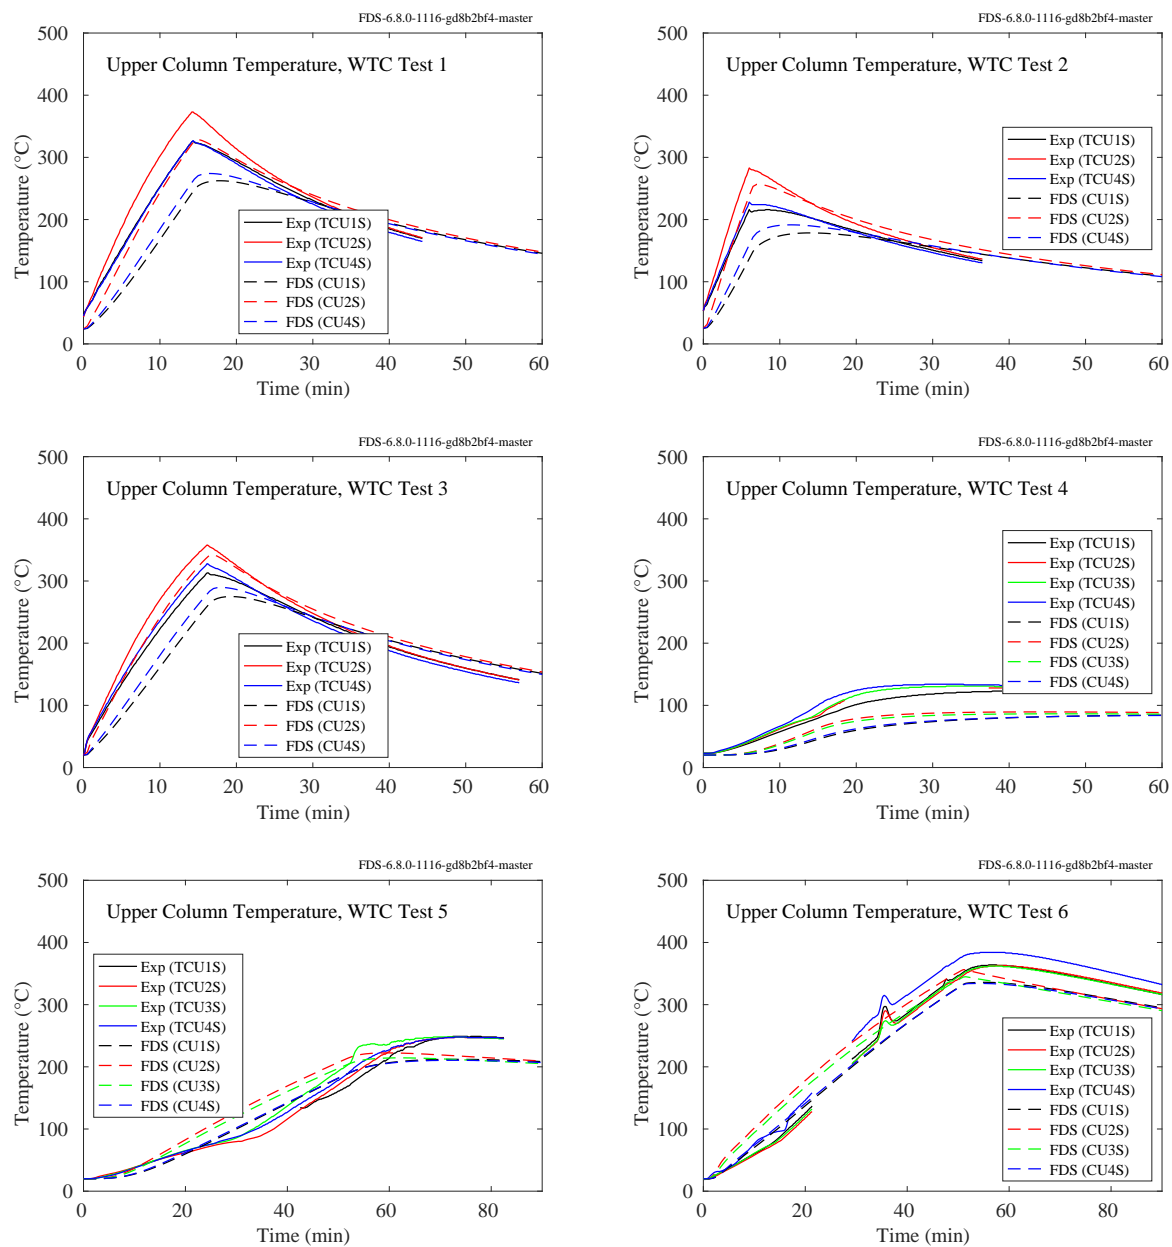 FDS-6.8.0-1116-gd8b2bf4-master
Upper Column Temperature, WTC Test 1
Temperature (°C)
500
400
300
200
100
0
Exp (TCU1S)
Exp (TCU2S)
Exp (TCU4S)
FDS (CU1S)
FDS (CU2S)
FDS (CU4S)
0 10 20 30 40 50 60
Time (min)
FDS-6.8.0-1116-gd8b2bf4-master
Upper Column Temperature, WTC Test 2
Temperature (°C)
500
400
300
200
100
0
Exp (TCU1S)
Exp (TCU2S)
Exp (TCU4S)
FDS (CU1S)
FDS (CU2S)
FDS (CU4S)
0 10 20 30 40 50 60
Time (min)
FDS-6.8.0-1116-gd8b2bf4-master
Upper Column Temperature, WTC Test 3
Temperature (°C)
500
400
300
200
100
0
Exp (TCU1S)
Exp (TCU2S)
Exp (TCU4S)
FDS (CU1S)
FDS (CU2S)
FDS (CU4S)
0 10 20 30 40 50 60
Time (min)
FDS-6.8.0-1116-gd8b2bf4-master
Upper Column Temperature, WTC Test 4
Temperature (°C)
500
400
300
200
100
0
Exp (TCU1S)
Exp (TCU2S)
Exp (TCU3S)
Exp (TCU4S)
FDS (CU1S)
FDS (CU2S)
FDS (CU3S)
FDS (CU4S)
0 10 20 30 40 50 60
Time (min)
FDS-6.8.0-1116-gd8b2bf4-master
Upper Column Temperature, WTC Test 5
Temperature (°C)
500
400
300
200
100
0
Exp (TCU1S)
Exp (TCU2S)
Exp (TCU3S)
Exp (TCU4S)
FDS (CU1S)
FDS (CU2S)
FDS (CU3S)
FDS (CU4S)
0 20 40 60 80
Time (min)
FDS-6.8.0-1116-gd8b2bf4-master
Upper Column Temperature, WTC Test 6
Temperature (°C)
500
400
300
200
100
0
Exp (TCU1S)
Exp (TCU2S)
Exp (TCU3S)
Exp (TCU4S)
FDS (CU1S)
FDS (CU2S)
FDS (CU3S)
FDS (CU4S)
0 20 40 60 80
Time (min)